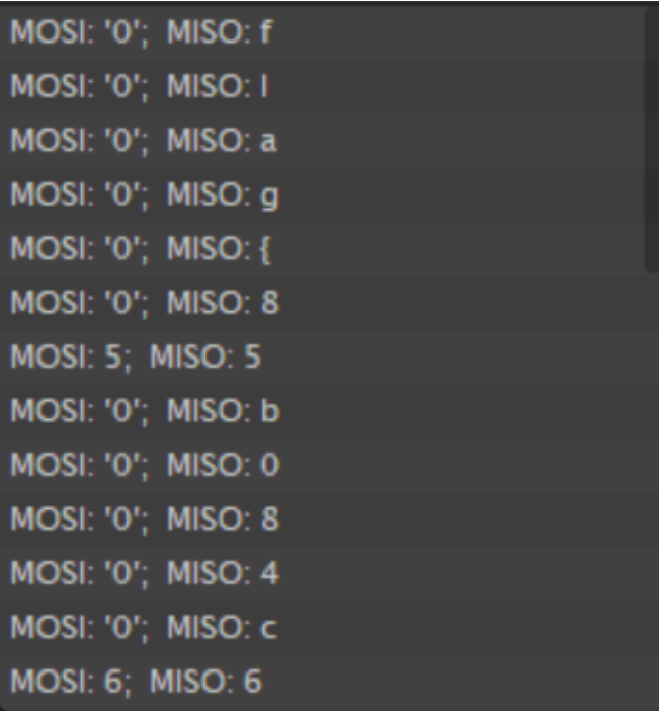 MOSI: '0';  MISO: f
MOSI: '0';  MISO: l
MOSI: '0';  MISO: a
MOSI: '0';  MISO: g
MOSI: '0';  MISO: {
MOSI: '0';  MISO: 8
MOSI: 5;  MISO: 5
MOSI: '0';  MISO: b
MOSI: '0';  MISO: 0
MOSI: '0';  MISO: 8
MOSI: '0';  MISO: 4
MOSI: '0';  MISO: c
MOSI: 6;  MISO: 6